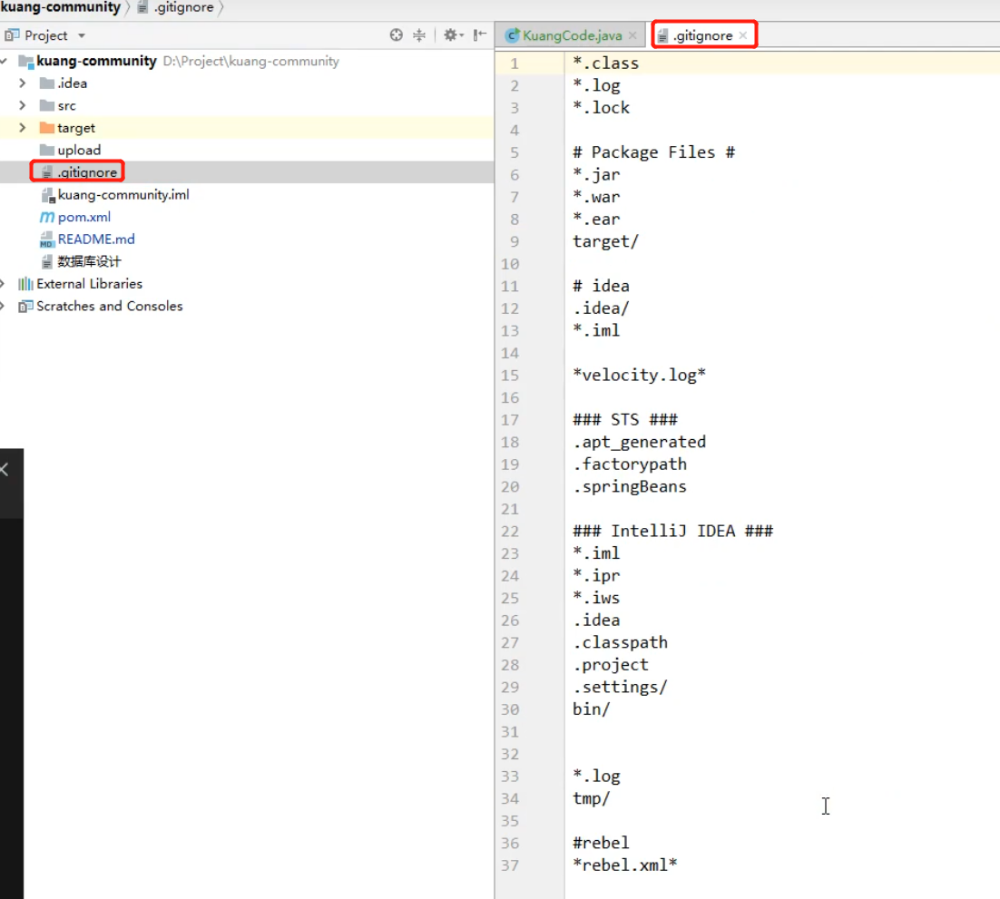 kuang-community .gitignore
Project
kuang-community D:\Project\kuang-community
.idea
src
target
upload
.gitignore
kuang-community.iml
pom.xml
README.md
数据库设计
External Libraries
Scratches and Consoles
KuangCode.java .gitignore
1 *.class
2 *.log
3 *.lock
4
5 # Package Files #
6 *.jar
7 *.war
8 *.ear
9 target/
10
11 # idea
12 .idea/
13 *.iml
14
15 *velocity.log*
16
17 ### STS ###
18 .apt_generated
19 .factorypath
20 .springBeans
21
22 ### IntelliJ IDEA ###
23 *.iml
24 *.ipr
25 *.iws
26 .idea
27 .classpath
28 .project
29 .settings/
30 bin/
31
32
33 *.log
34 tmp/
35
36 #rebel
37 *rebel.xml*